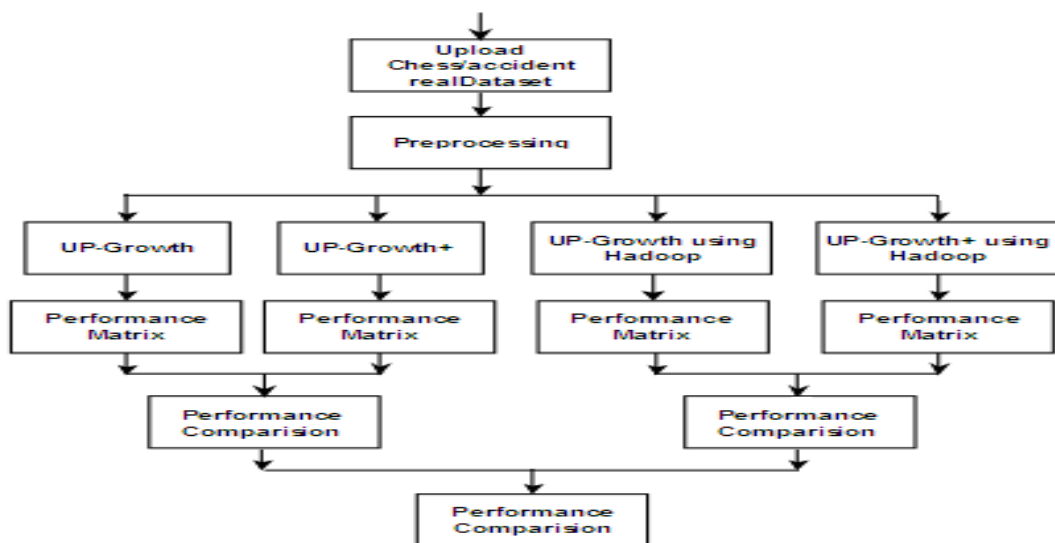 Upload
Chess/accident
realDataset
Preprocessing
UP-Growth
UP-Growth+
UP-Growth using
Hadoop
UP-Growth+ using
Hadoop
Performance
Matrix
Performance
Matrix
Performance
Matrix
Performance
Matrix
Performance
Comparision
Performance
Comparision
Performance
Comparision